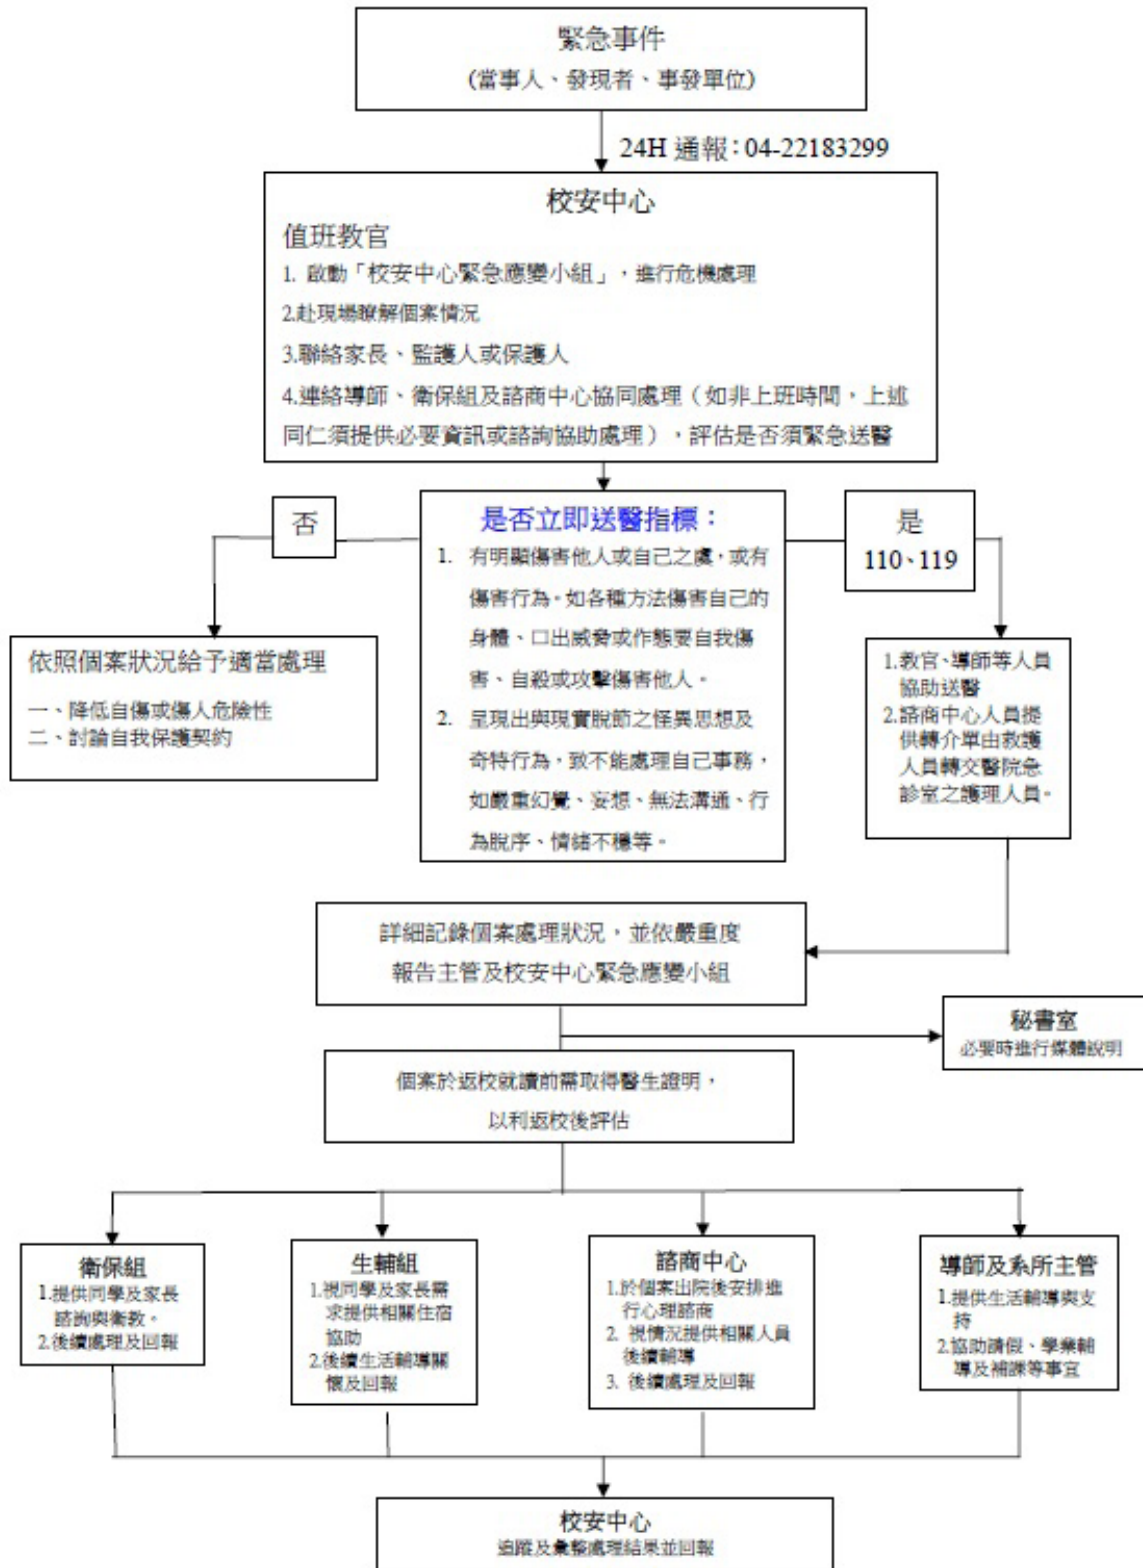 緊急事件
(當事人、發現者、事發單位)
24H 通報：04-22183299
校安中心
值班教官
1. 啟動「校安中心緊急應變小組」，進行危機處理
2.赴現場瞭解個案情況
3.聯絡家長、監護人或保護人
4.連絡導師、衛保組及諮商中心協同處理（如非上班時間，上述
同仁須提供必要資訊或諮詢協助處理），評估是否須緊急送醫
否
是否立即送醫指標：
1. 有明顯傷害他人或自己之虞，或有
傷害行為。如各種方法傷害自己的
身體、口出威脅或作態要自我傷
害、自殺或攻擊傷害他人。
2. 呈現出與現實脫節之怪異思想及
奇特行為，致不能處理自己事務，
如嚴重幻覺、妄想、無法溝通、行
為脫序、情緒不穩等。
是
110、119
依照個案狀況給予適當處理
一、降低自傷或傷人危險性
二、討論自我保護契約
1.教官、導師等人員
協助送醫
2.諮商中心人員提
供轉介單由救護
人員轉交醫院急
診室之護理人員。
詳細記錄個案處理狀況，並依嚴重度
報告主管及校安中心緊急應變小組
秘書室
必要時進行媒體說明
個案於返校就讀前需取得醫生證明，
以利返校後評估
衛保組
1.提供同學及家長
諮詢與衛教。
2.後續處理及回報
生輔組
1.視同學及家長需
求提供相關住宿
協助
2.後續生活輔導關
懷及回報
諮商中心
1.於個案出院後安排進
行心理諮商
2. 視情況提供相關人員
後續輔導
3. 後續處理及回報
導師及系所主管
1.提供生活輔導與支
持
2.協助請假、學業輔
導及補課等事宜
校安中心
追蹤及彙整處理結果並回報